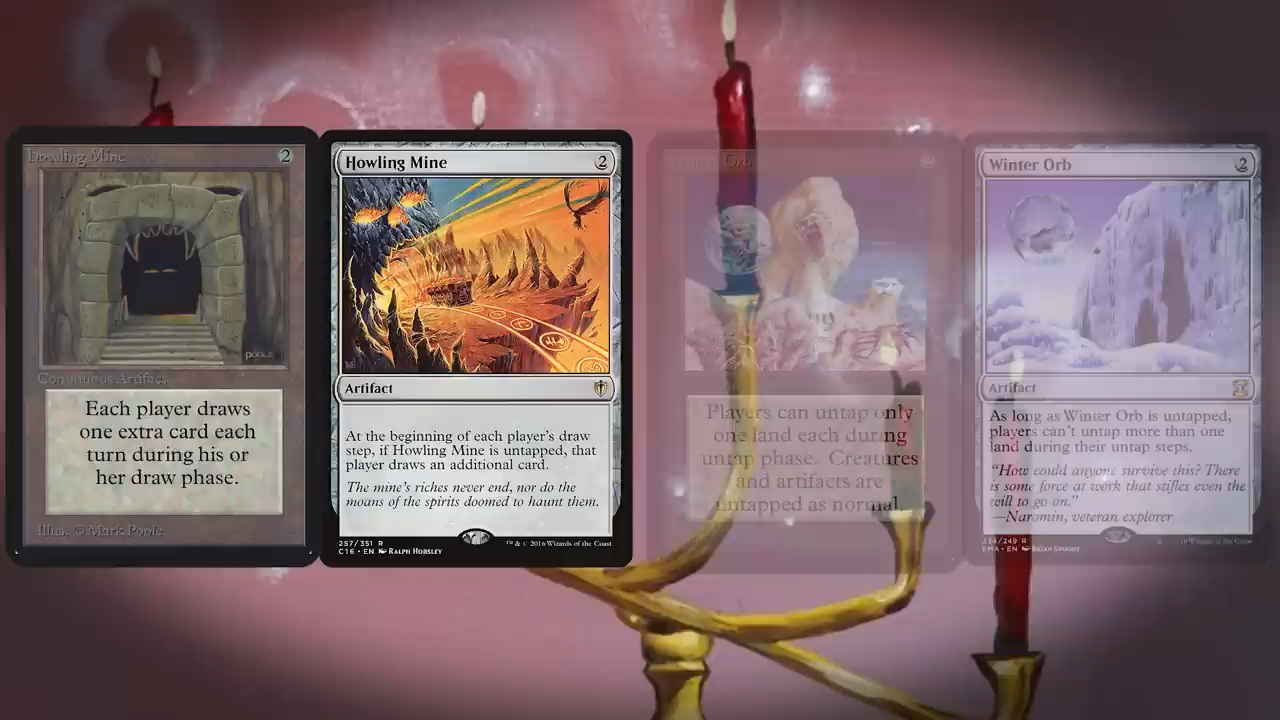 Howling Mine 2
POOLE
Continuous Artifact
Each player draws
one extra card each
turn during his or
her draw phase.
Illus. © Mark Poole
Howling Mine 2
Artifact
At the beginning of each player's draw
step, if Howling Mine is untapped, that
player draws an additional card.
The mine's riches never end, nor do the
moans of the spirits doomed to haunt them.
257/351 R
C16 • EN Ralph Horsley
™ & © 2016 Wizards of the Coast
Orb
Players can untap only
one land each during
untap phase. Creatures
and artifacts are
untapped as normal.
Winter Orb 2
Artifact
As long as Winter Orb is untapped,
players can't untap more than one
land during their untap steps.
"How could anyone survive this? There
is some force at work that stifles even the
will to go on."
—Naromin, veteran explorer
EMA • EN
Wizards of the Coast